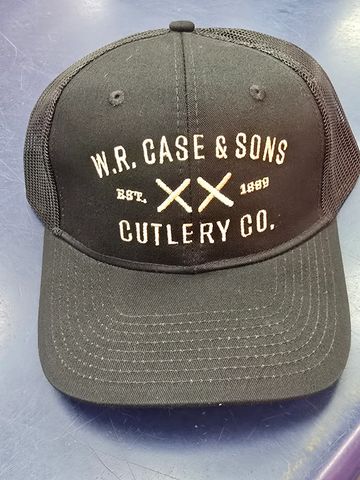 W.R. CASE & SONS
EST. XX 1889
CUTLERY CO.